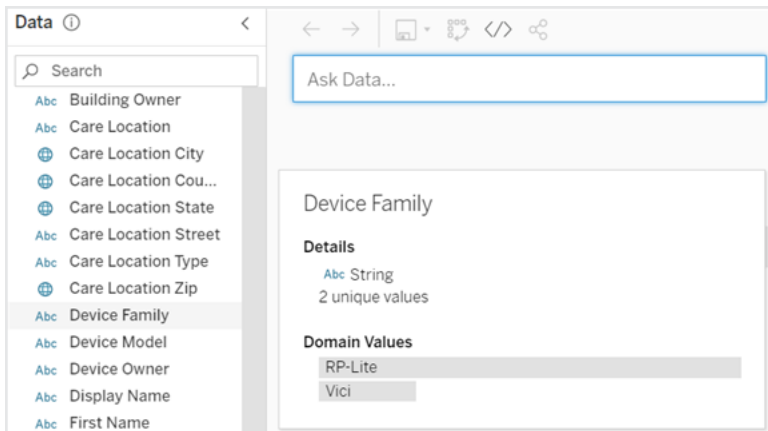 Data
Search
Abc Building Owner
Abc Care Location
Care Location City
Care Location Cou...
Care Location State
Abc Care Location Street
Abc Care Location Type
Care Location Zip
Abc Device Family
Abc Device Model
Abc Device Owner
Abc Display Name
Abc First Name
Ask Data...
Device Family
Details
Abc String
2 unique values
Domain Values
RP-Lite
Vici